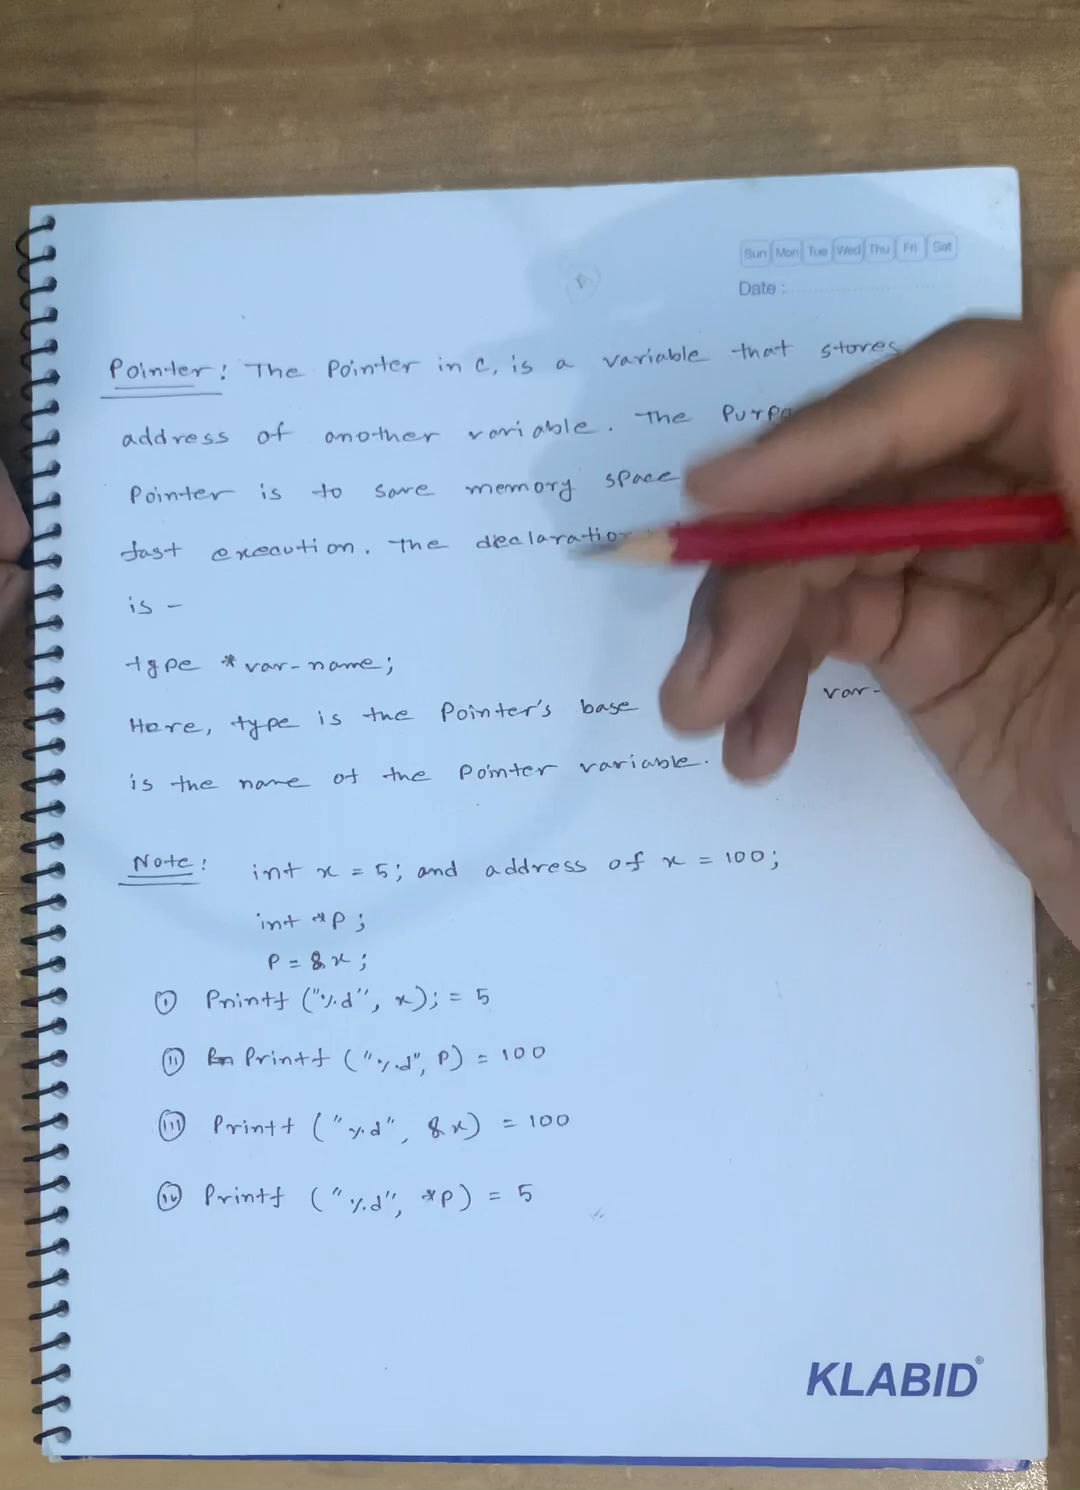 Sun Mon Tue Wed Thu Fri Sat
Date :
Pointer : The Pointer in C, is a variable that stores
address of another variable. The
Pointer is to save memory space
fast execution. The
is -
type *var-name;
Here, type is the Pointer's base var-
is the name of the Pointer variable.
Note : int x = 5; and address of x = 100;
int *P ;
P = &x ;
(i) Printf ("%d", x); = 5
(ii) Printf ("%d", P) = 100
(iii) Printf ("%d", &x) = 100
(iv) Printf ("%d", *P) = 5
KLABID®